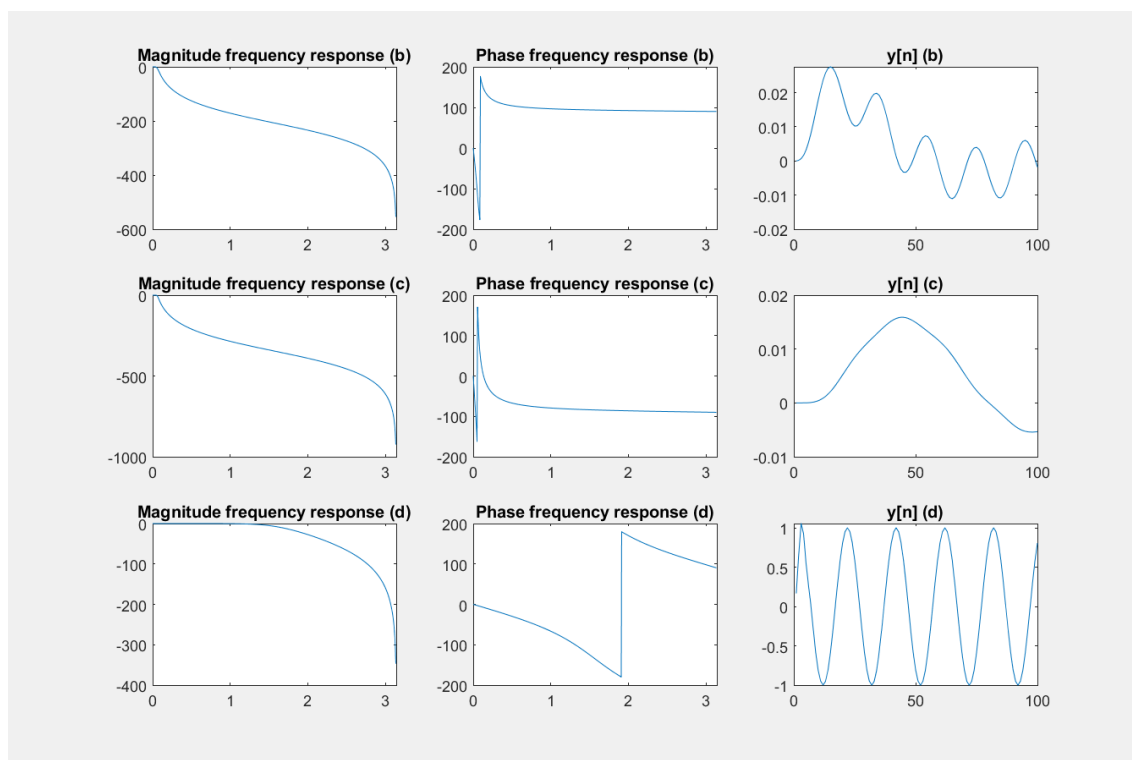 Magnitude frequency response (b) Phase frequency response (b) y[n] (b)
0 200 0.02
-200 100 0.01
0 0
-400 -100 -0.01
-600 -200 -0.02
0 1 2 3 0 1 2 3 0 50 100
Magnitude frequency response (c) Phase frequency response (c) y[n] (c)
0 200 0.02
100 0.01
-500 0
-100 0
-1000 -200 -0.01
0 1 2 3 0 1 2 3 0 50 100
Magnitude frequency response (d) Phase frequency response (d) y[n] (d)
0 200 1
-100 100 0.5
-200 0 0
-300 -100 -0.5
-400 -200 -1
0 1 2 3 0 1 2 3 0 50 100